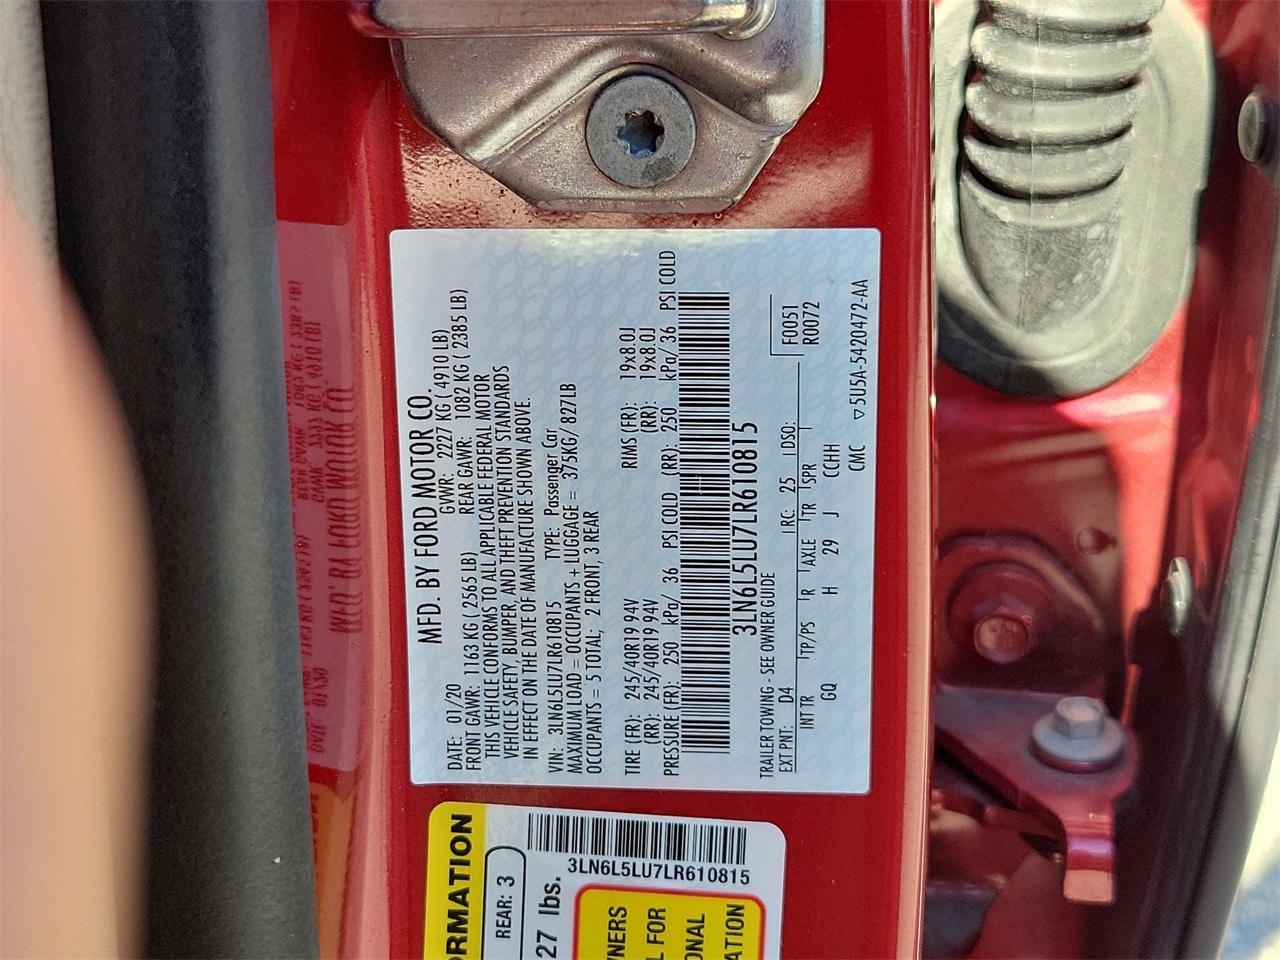 MFD. BY FORD MOTOR CO.
DATE: 01/20 GVWR: 2227 KG ( 4910 LB)
FRONT GAWR: 1163 KG ( 2565 LB) REAR GAWR: 1082 KG ( 2385 LB)
THIS VEHICLE CONFORMS TO ALL APPLICABLE FEDERAL MOTOR
VEHICLE SAFETY, BUMPER, AND THEFT PREVENTION STANDARDS
IN EFFECT ON THE DATE OF MANUFACTURE SHOWN ABOVE.
VIN: 3LN6L5LU7LR610815 TYPE: Passenger Car
MAXIMUM LOAD = OCCUPANTS + LUGGAGE = 375KG/ 827LB
OCCUPANTS = 5 TOTAL; 2 FRONT, 3 REAR
TIRE (FR): 245/40R19 94V RIMS (FR): 19x8.0J
(RR): 245/40R19 94V (RR): 19x8.0J
PRESSURE (FR): 250 kPa/ 36 PSI COLD (RR): 250 kPa/ 36 PSI COLD
3LN6L5LU7LR610815
TRAILER TOWING - SEE OWNER GUIDE
EXT PNT: D4 RC: 25 DSO: F0051
INT TR TP/PS R AXLE TR SPR R0072
GQ H 29 J CCHH
CMC ▽5U5A-5420472-AA
RMATION
REAR: 3
27 lbs.
3LN6L5LU7LR610815
NERS
L FOR
ONAL
ATION